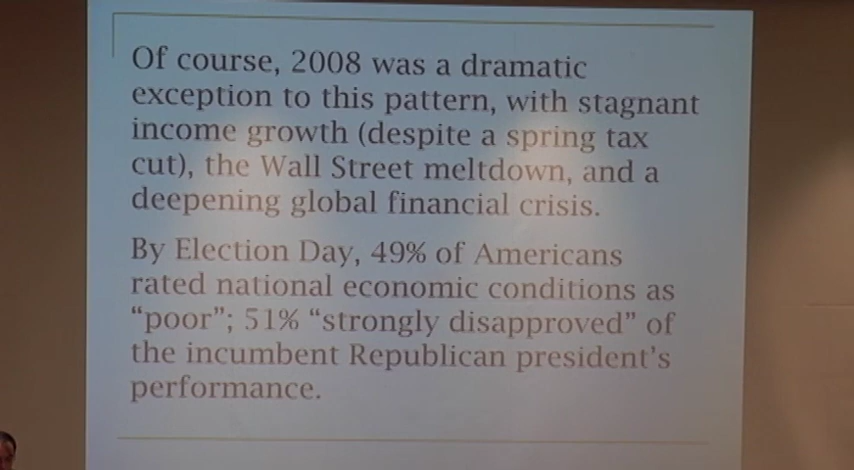 Of course, 2008 was a dramatic
exception to this pattern, with stagnant
income growth (despite a spring tax
cut), the Wall Street meltdown, and a
deepening global financial crisis.
By Election Day, 49% of Americans
rated national economic conditions as
“poor”; 51% “strongly disapproved” of
the incumbent Republican president’s
performance.